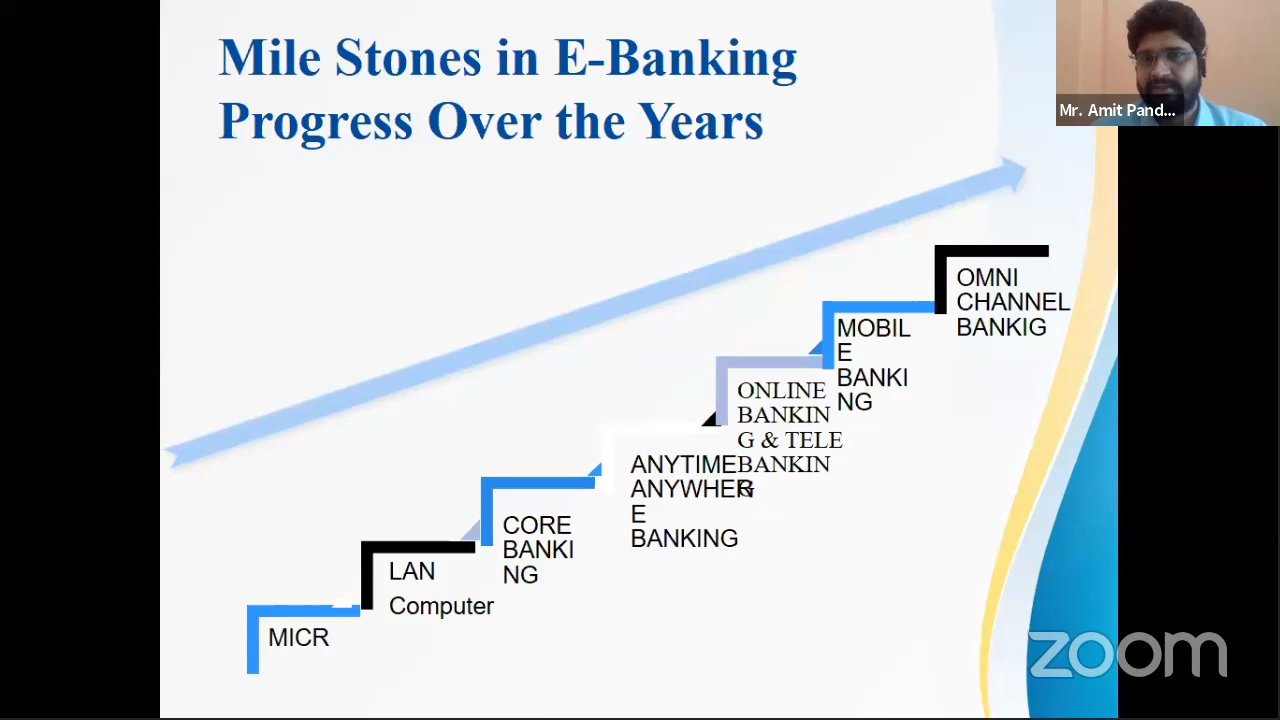 Mile Stones in E-Banking
Progress Over the Years
Mr. Amit Pand...
OMNI
CHANNEL
BANKIG
MOBIL
E
BANKI
NG
ONLINE
BANKIN
G & TELE
BANKIN
G
ANYTIME
ANYWHER
E
BANKING
CORE
BANKI
NG
LAN
Computer
MICR
zoom